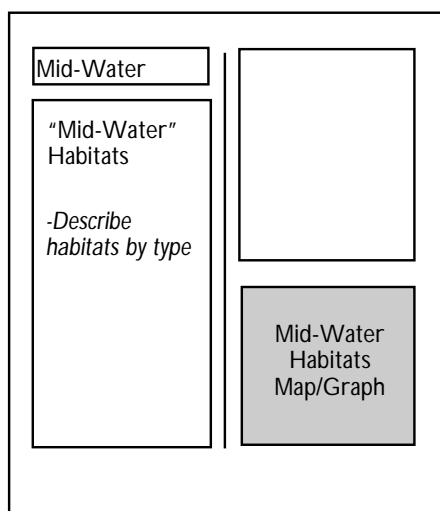 Mid-Water
“Mid-Water”
Habitats
-Describe
habitats by type
Mid-Water
Habitats
Map/Graph